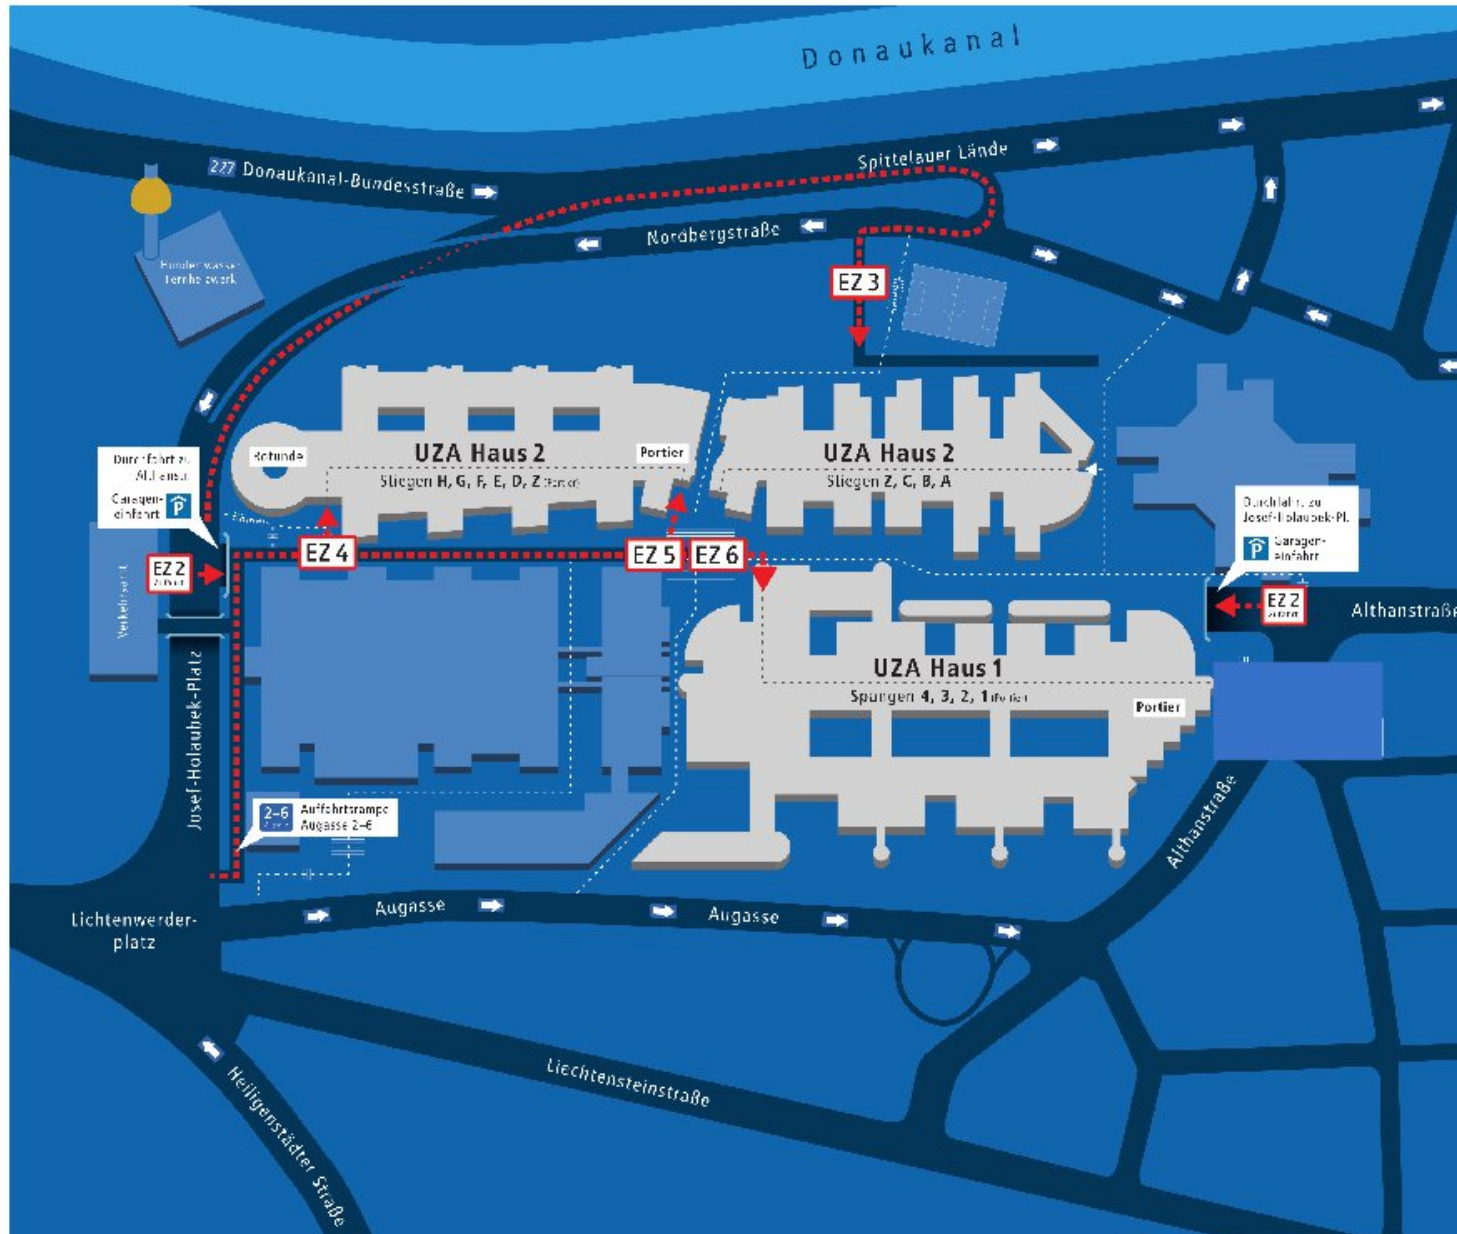 Donaukanal
Spittelauer Lände
227 Donaukanal-Bundesstraße
Nordbergstraße
EZ 3
UZA Haus 2
Stiegen H, G, F, E, D, Z (Portier)
Portier
UZA Haus 2
Stiegen Z, C, B, A
Rotunde
Durchfahrt zu
Althanstr.
Garagen-
einfahrt
P
Durchfahrt zu
Josef-Holaubek-Pl.
P
Garagen-
einfahrt
EZ 4
EZ 5
EZ 6
EZ 2
EZ 2
Verkehrsamt
Althanstraße
UZA Haus 1
Spangen 4, 3, 2, 1 (Portier)
Portier
Josef-Holaubek-Platz
2–6
Auffahrtsrampe
Augasse 2–6
Althanstraße
Lichtenwerder-
platz
Augasse
Augasse
Liechtensteinstraße
Heiligenstädter Straße